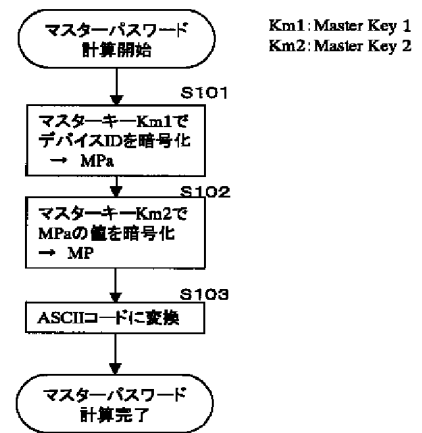 マスターパスワード
計算開始
Km1:Master Key 1
Km2:Master Key 2
S101
マスターキーKm1で
デバイスIDを暗号化
→ MPa
S102
マスターキーKm2で
MPaの値を暗号化
→ MP
S103
ASCIIコードに変換
マスターパスワード
計算完了